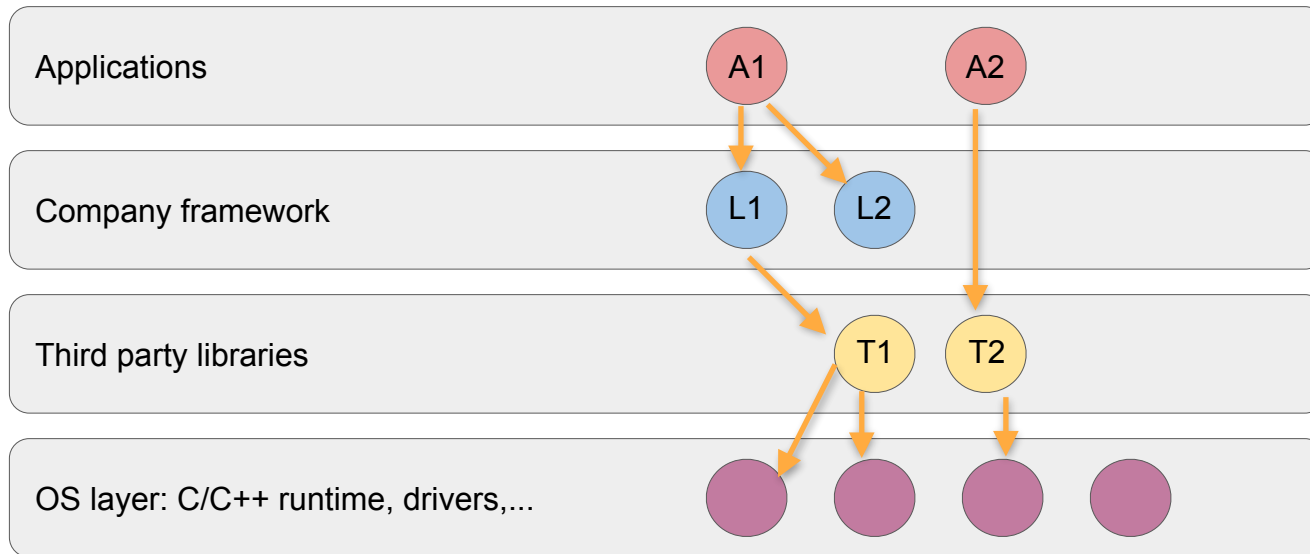 Applications
A1
A2
Company framework
L1
L2
Third party libraries
T1
T2
OS layer: C/C++ runtime, drivers,...